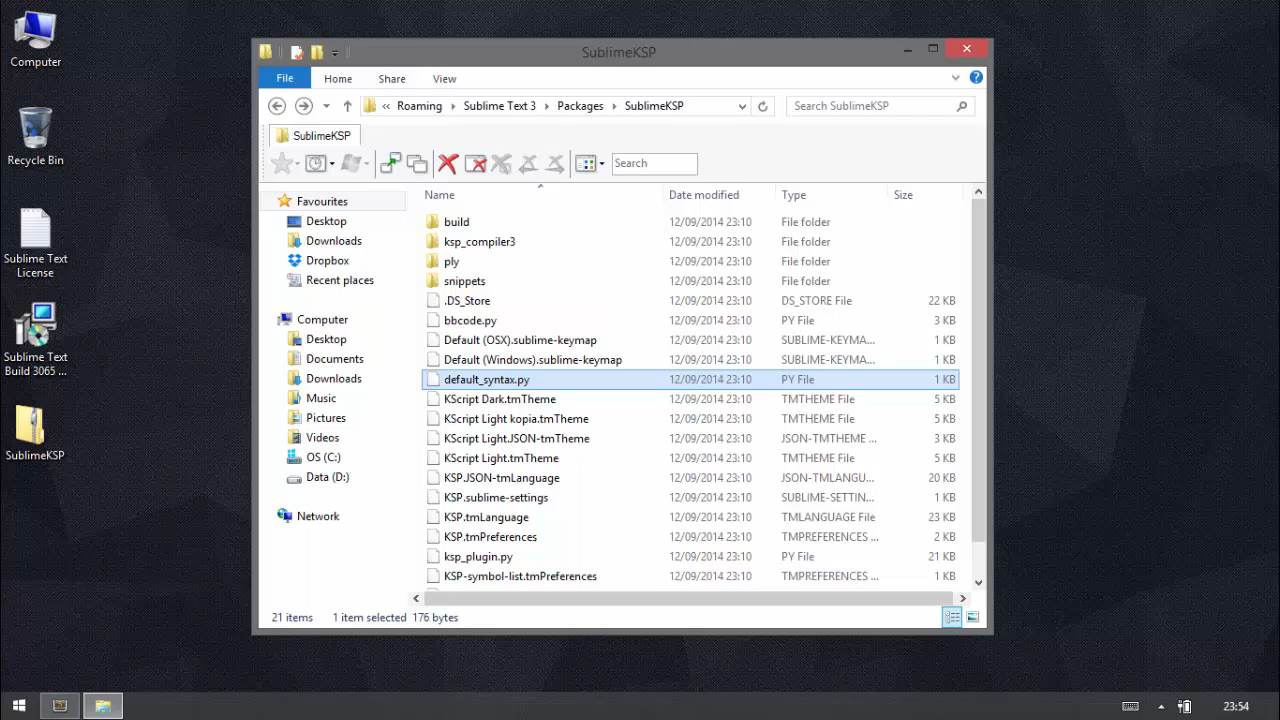 Computer
Recycle Bin
Sublime Text
License
Sublime Text
Build 3065 ...
SublimeKSP
SublimeKSP
File
Home
Share
View
«
Roaming
Sublime Text 3
Packages
SublimeKSP
Search SublimeKSP
SublimeKSP
Search
Name
Date modified
Type
Size
Favourites
Desktop
Downloads
Dropbox
Recent places
Computer
Desktop
Documents
Downloads
Music
Pictures
Videos
OS (C:)
Data (D:)
Network
build 12/09/2014 23:10 File folder
ksp_compiler3 12/09/2014 23:10 File folder
ply 12/09/2014 23:10 File folder
snippets 12/09/2014 23:10 File folder
.DS_Store 12/09/2014 23:10 DS_STORE File 22 KB
bbcode.py 12/09/2014 23:10 PY File 3 KB
Default (OSX).sublime-keymap 12/09/2014 23:10 SUBLIME-KEYMA... 1 KB
Default (Windows).sublime-keymap 12/09/2014 23:10 SUBLIME-KEYMA... 1 KB
default_syntax.py 12/09/2014 23:10 PY File 1 KB
KScript Dark.tmTheme 12/09/2014 23:10 TMTHEME File 5 KB
KScript Light kopia.tmTheme 12/09/2014 23:10 TMTHEME File 5 KB
KScript Light.JSON-tmTheme 12/09/2014 23:10 JSON-TMTHEME ... 3 KB
KScript Light.tmTheme 12/09/2014 23:10 TMTHEME File 5 KB
KSP.JSON-tmLanguage 12/09/2014 23:10 JSON-TMLANGU... 20 KB
KSP.sublime-settings 12/09/2014 23:10 SUBLIME-SETTIN... 1 KB
KSP.tmLanguage 12/09/2014 23:10 TMLANGUAGE File 23 KB
KSP.tmPreferences 12/09/2014 23:10 TMPREFERENCES ... 2 KB
ksp_plugin.py 12/09/2014 23:10 PY File 21 KB
KSP-symbol-list.tmPreferences 12/09/2014 23:10 TMPREFERENCES ... 1 KB
21 items 1 item selected 176 bytes
23:54